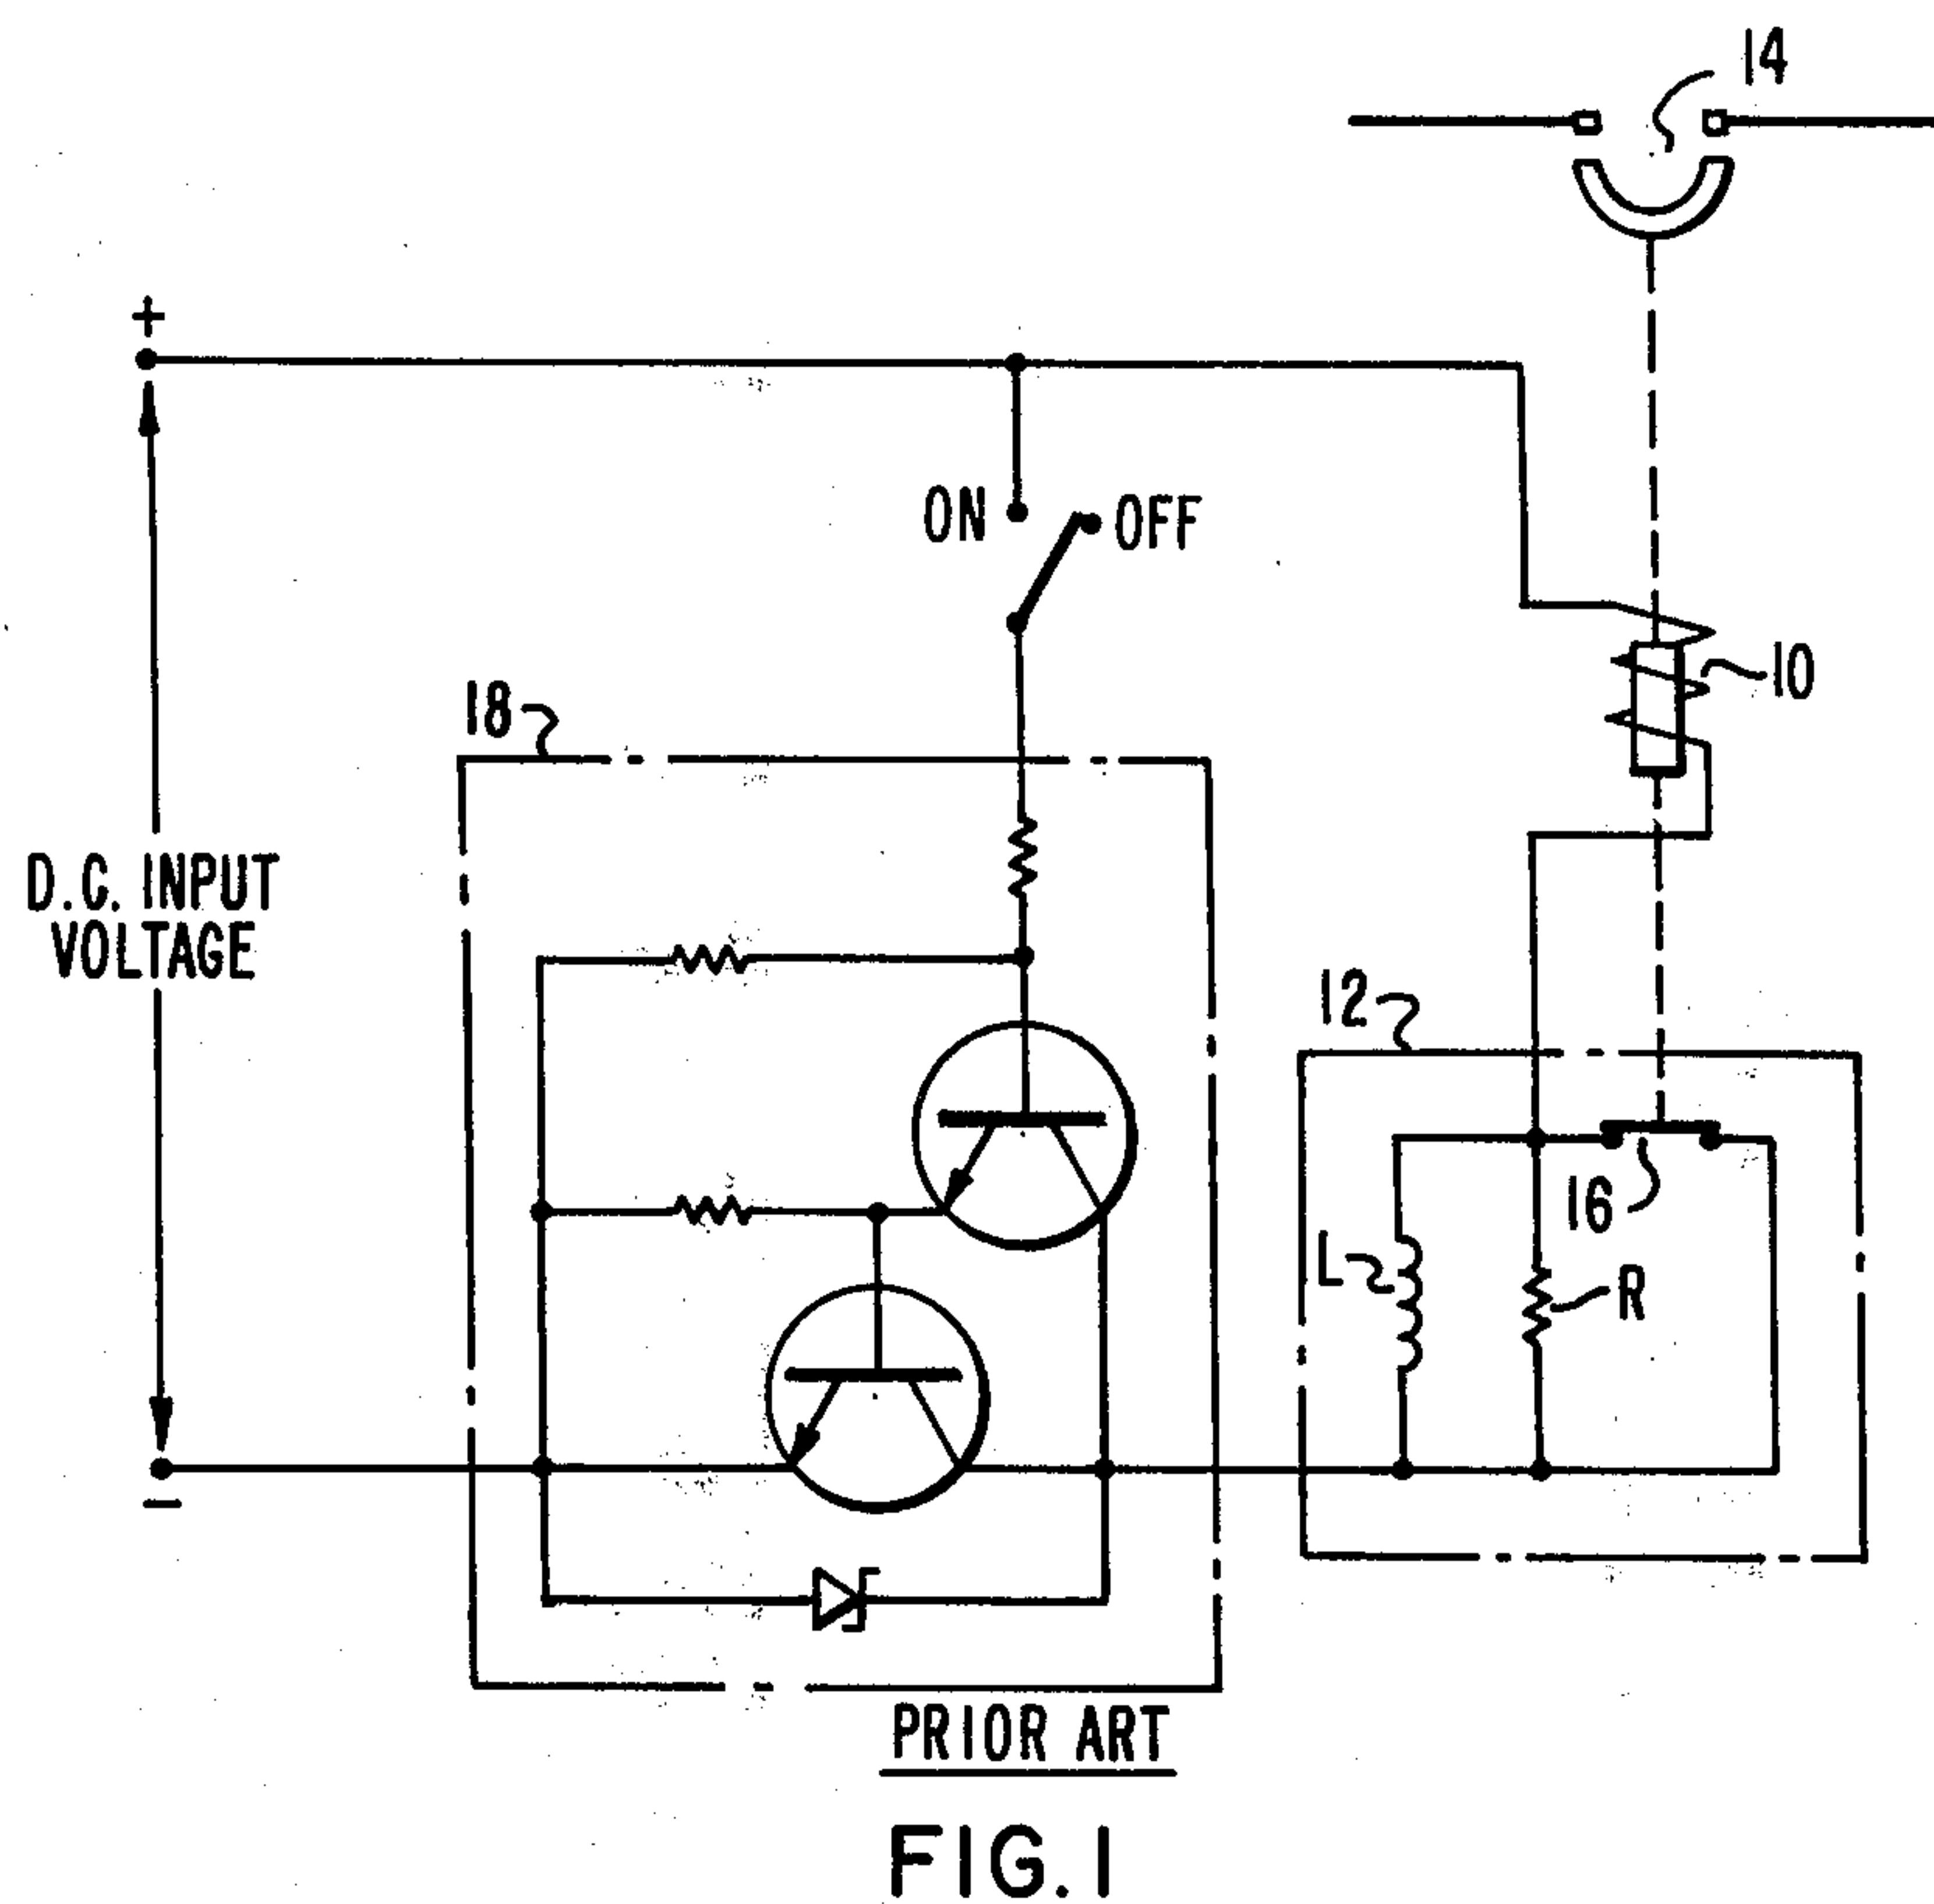 14
+
ON
OFF
10
18
D.C. INPUT
VOLTAGE
12
16
L
R
−
PRIOR ART
FIG.1